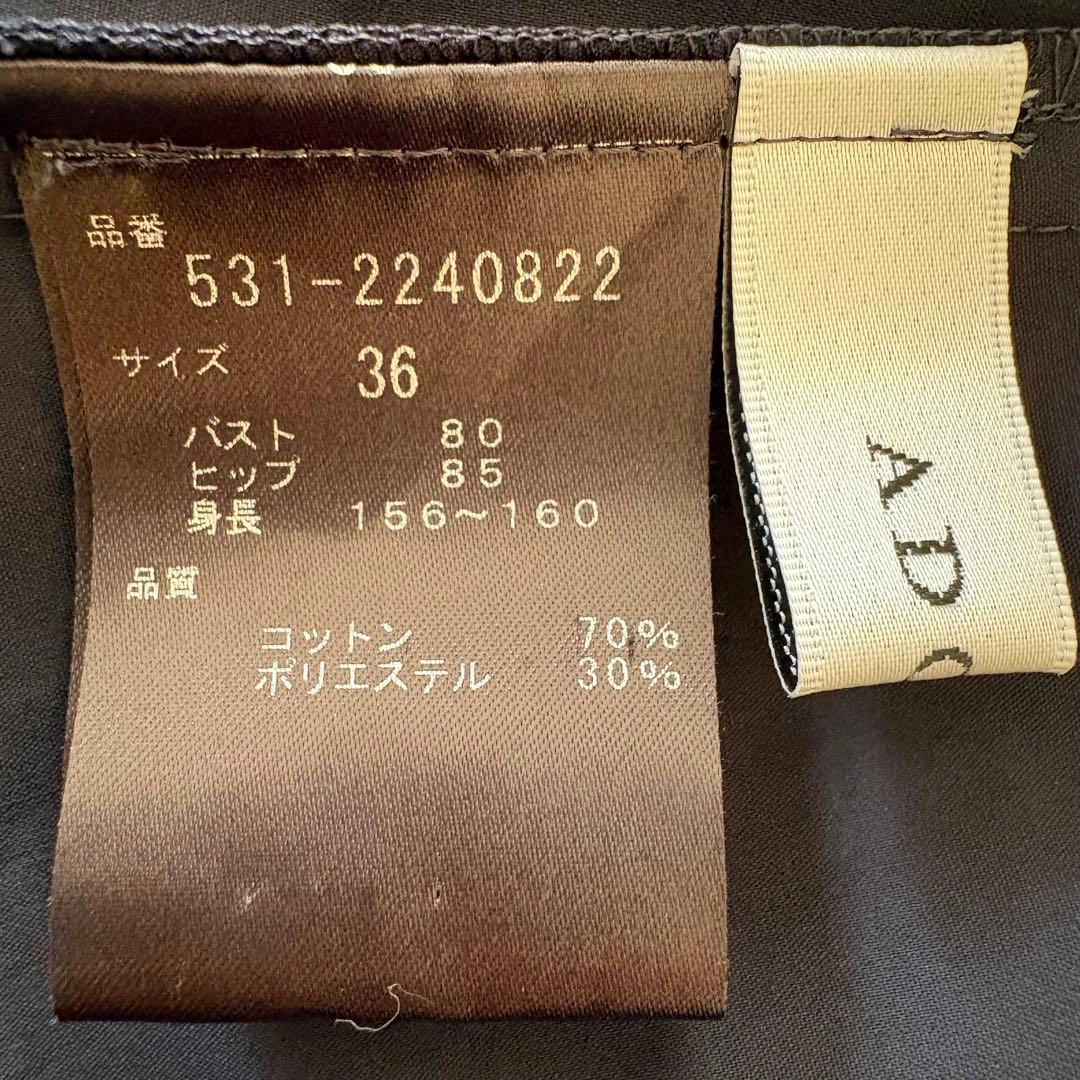 品番
531-2240822
サイズ 36
バスト 80
ヒップ 85
身長 156～160
品質
コットン 70%
ポリエステル 30%
AD